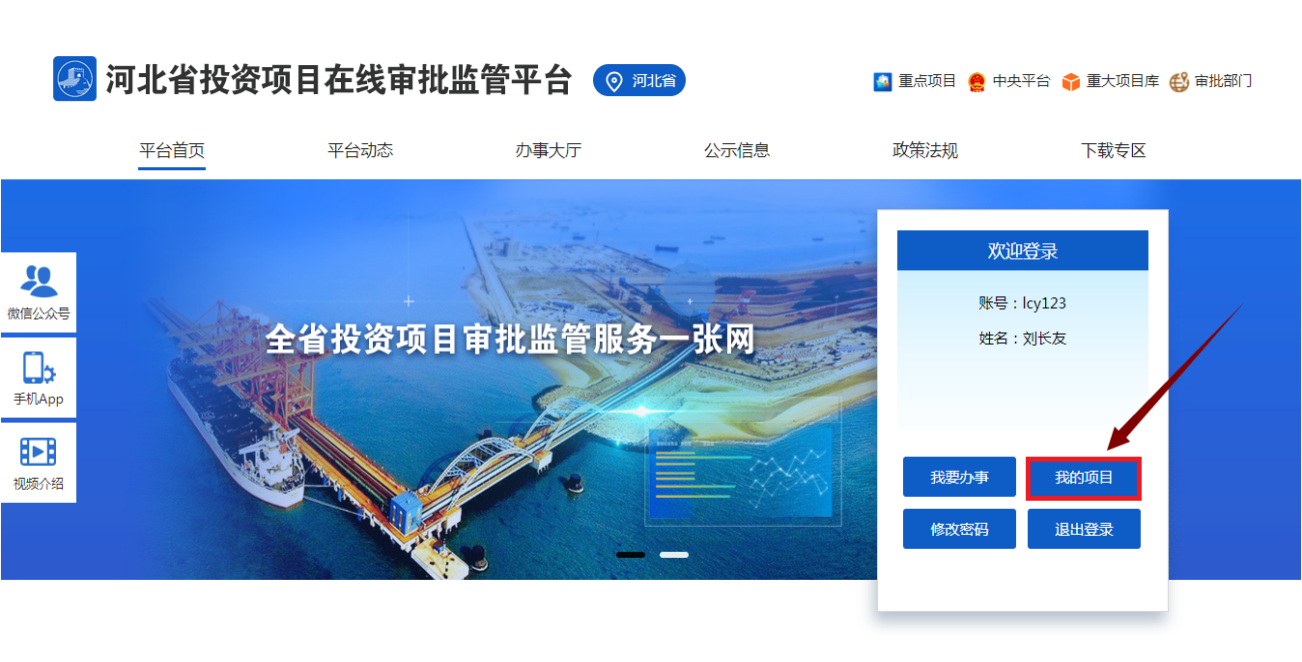 河北省投资项目在线审批监管平台 河北省 重点项目 中央平台 重大项目库 审批部门
平台首页 平台动态 办事大厅 公示信息 政策法规 下载专区
欢迎登录
账号：lcy123
姓名：刘长友
微信公众号
手机App
视频介绍
全省投资项目审批监管服务一张网
我要办事 我的项目
修改密码 退出登录